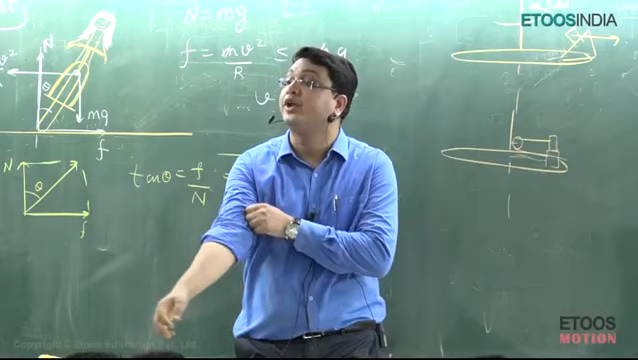 ETOOSINDIA
N = mg
f = mv² / R ≤
v
N
θ
mg
f
N
θ
f
tanθ = f / N =
ETOOS
MOTION